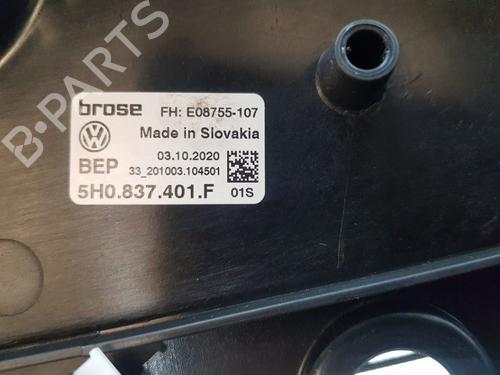 B-PARTS
brose FH: E08755-107
Made in Slovakia
03.10.2020
BEP 33_201003.104501
5H0.837.401.F 01S